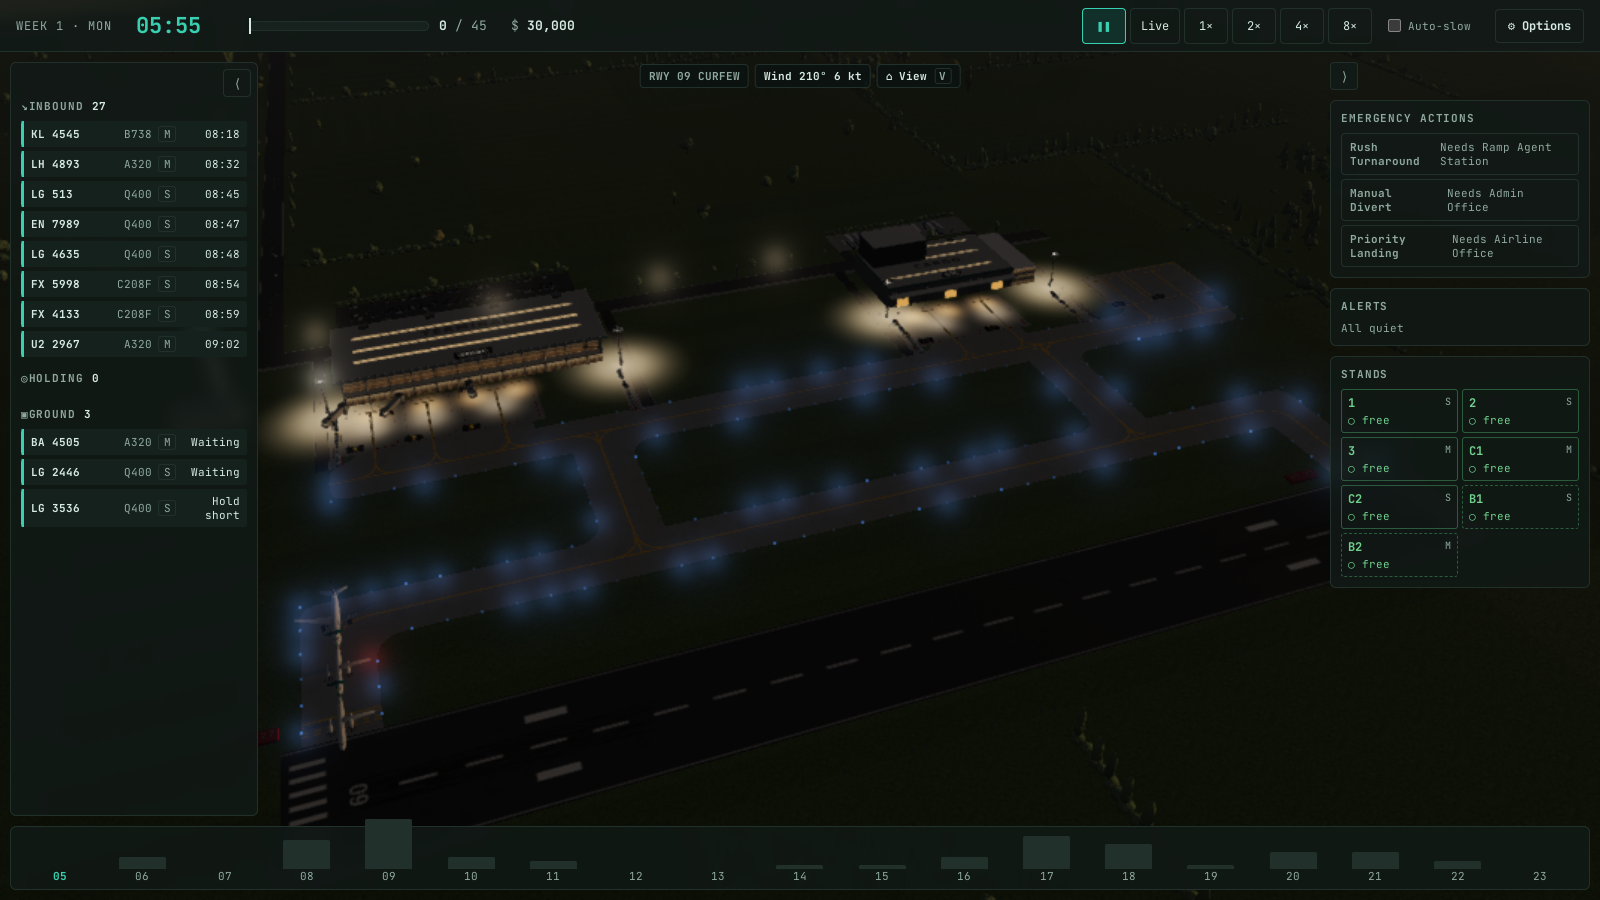 WEEK 1 · MON 05:55 0 / 45 $ 30,000 Live 1× 2× 4× 8× Auto-slow ⚙ Options
RWY 09 CURFEW Wind 210° 6 kt ⌂ View V
↘INBOUND 27
KL 4545 B738 M 08:18
LH 4893 A320 M 08:32
LG 513 Q400 S 08:45
EN 7989 Q400 S 08:47
LG 4635 Q400 S 08:48
FX 5998 C208F S 08:54
FX 4133 C208F S 08:59
U2 2967 A320 M 09:02
◎HOLDING 0
▣GROUND 3
BA 4505 A320 M Waiting
LG 2446 Q400 S Waiting
LG 3536 Q400 S Hold short
EMERGENCY ACTIONS
Rush Turnaround Needs Ramp Agent Station
Manual Divert Needs Admin Office
Priority Landing Needs Airline Office
ALERTS
All quiet
STANDS
1 S
○ free
2 S
○ free
3 M
○ free
C1 M
○ free
C2 S
○ free
B1 S
○ free
B2 M
○ free
09
05 06 07 08 09 10 11 12 13 14 15 16 17 18 19 20 21 22 23